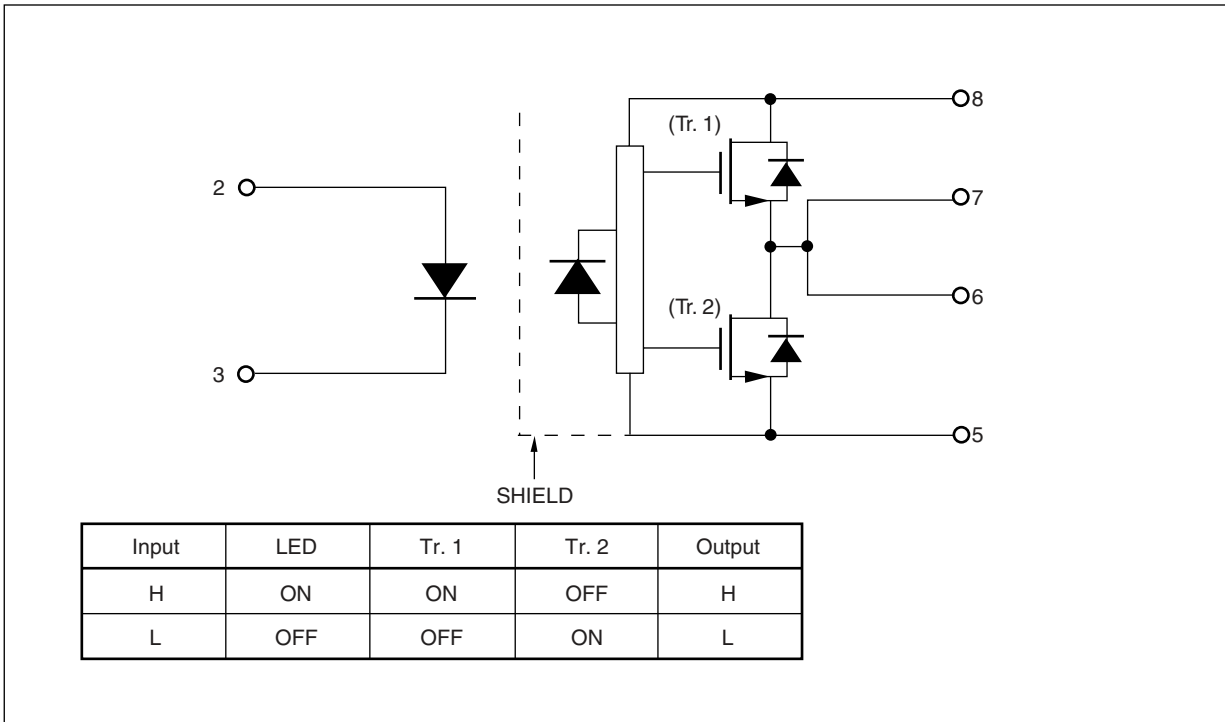 8
(Tr. 1)
2
7
6
(Tr. 2)
3
5
SHIELD
Input LED Tr. 1 Tr. 2 Output
H ON ON OFF H
L OFF OFF ON L